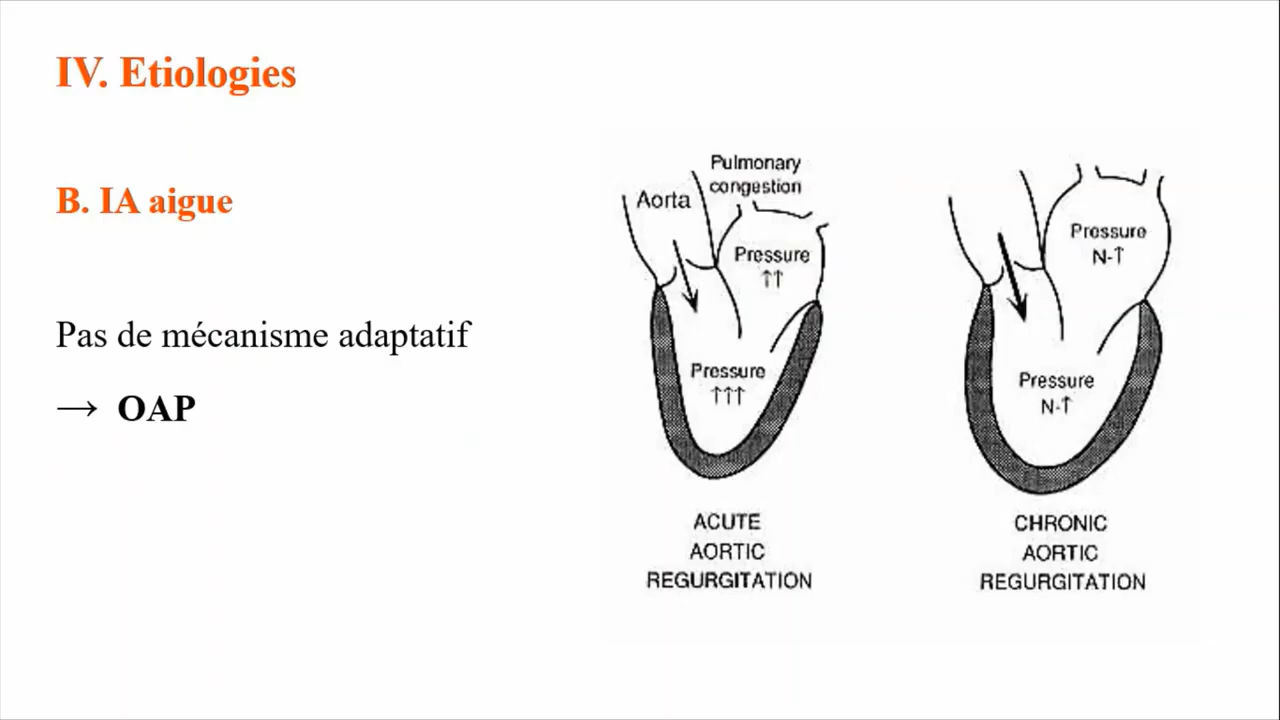 IV. Etiologies
B. IA aigue
Pas de mécanisme adaptatif
→ OAP
Pulmonary
congestion
Aorta
Pressure
↑↑
Pressure
↑↑↑
ACUTE
AORTIC
REGURGITATION
Pressure
N-↑
Pressure
N-↑
CHRONIC
AORTIC
REGURGITATION